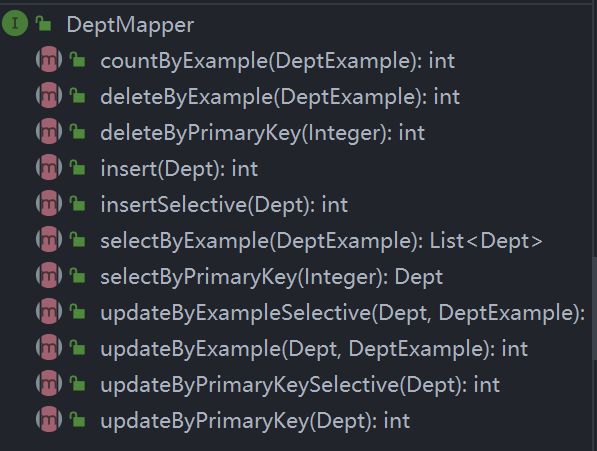 I DeptMapper
m countByExample(DeptExample): int
m deleteByExample(DeptExample): int
m deleteByPrimaryKey(Integer): int
m insert(Dept): int
m insertSelective(Dept): int
m selectByExample(DeptExample): List<Dept>
m selectByPrimaryKey(Integer): Dept
m updateByExampleSelective(Dept, DeptExample):
m updateByExample(Dept, DeptExample): int
m updateByPrimaryKeySelective(Dept): int
m updateByPrimaryKey(Dept): int